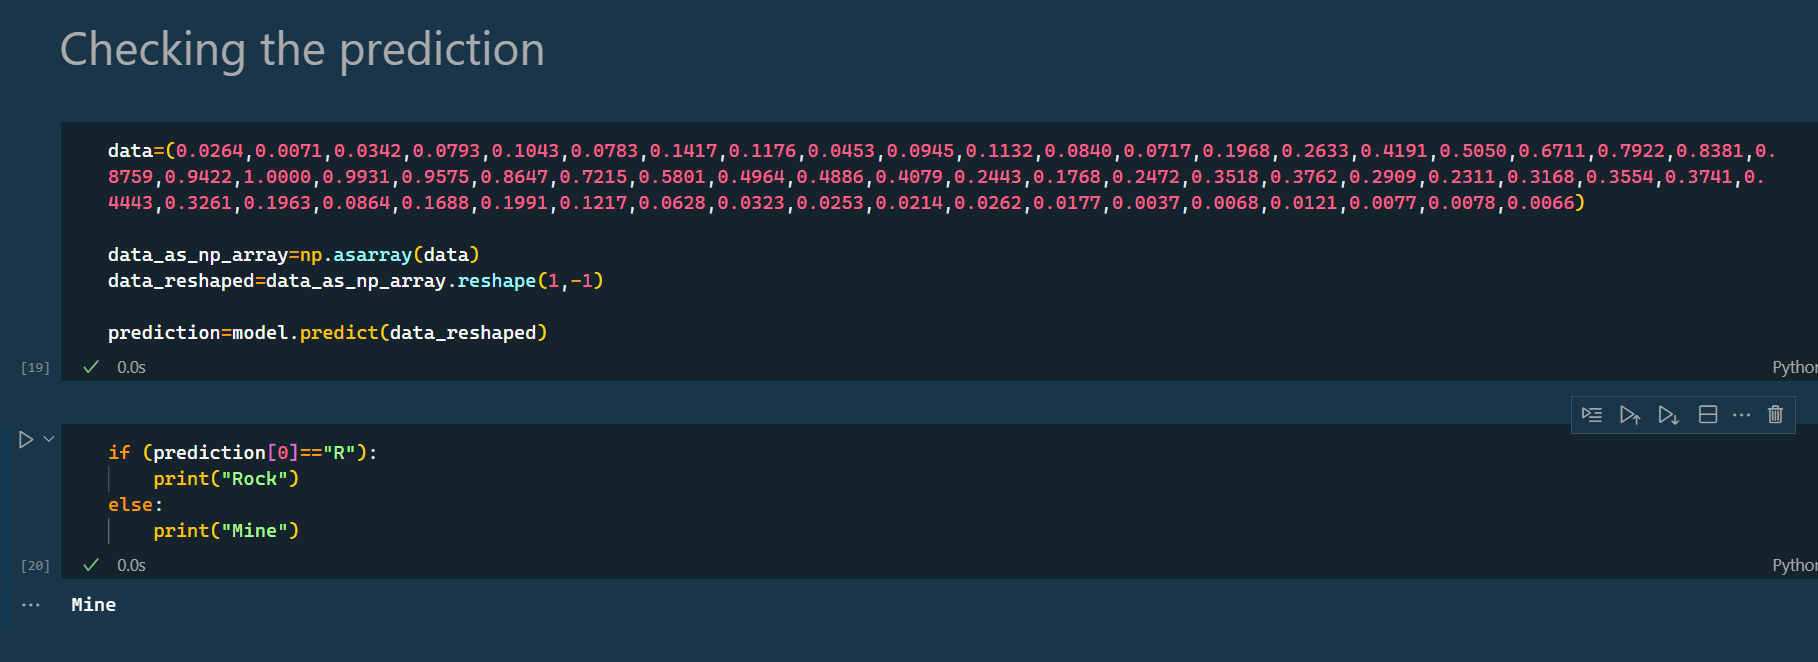 Checking the prediction
data=(0.0264,0.0071,0.0342,0.0793,0.1043,0.0783,0.1417,0.1176,0.0453,0.0945,0.1132,0.0840,0.0717,0.1968,0.2633,0.4191,0.5050,0.6711,0.7922,0.8381,0.
8759,0.9422,1.0000,0.9931,0.9575,0.8647,0.7215,0.5801,0.4964,0.4886,0.4079,0.2443,0.1768,0.2472,0.3518,0.3762,0.2909,0.2311,0.3168,0.3554,0.3741,0.
4443,0.3261,0.1963,0.0864,0.1688,0.1991,0.1217,0.0628,0.0323,0.0253,0.0214,0.0262,0.0177,0.0037,0.0068,0.0121,0.0077,0.0078,0.0066)
data_as_np_array=np.asarray(data)
data_reshaped=data_as_np_array.reshape(1,-1)
prediction=model.predict(data_reshaped)
[19] 0.0s Python
if (prediction[0]=="R"):
print("Rock")
else:
print("Mine")
[20] 0.0s Python
Mine